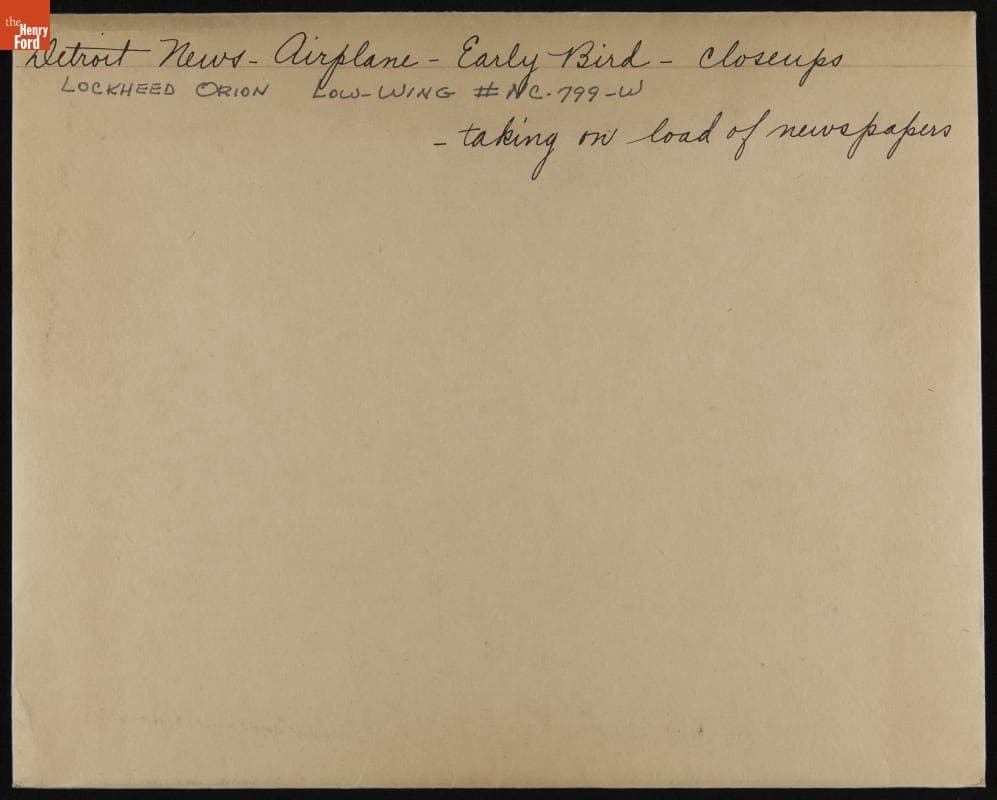 the
Henry
Ford
Detroit News - Airplane - Early Bird - closeups
LOCKHEED ORION LOW-WING # NC-799-W
- taking on load of newspapers